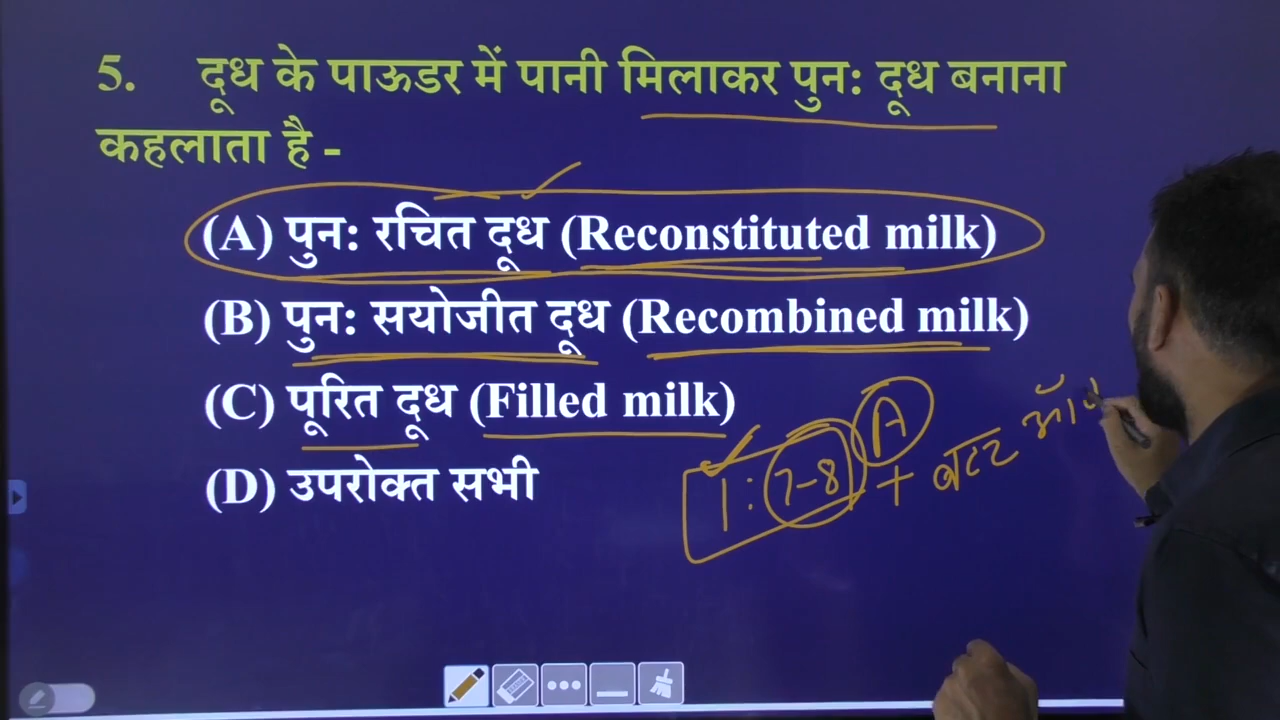 5. दूध के पाऊडर में पानी मिलाकर पुन: दूध बनाना
कहलाता है -
(A) पुन: रचित दूध (Reconstituted milk)
(B) पुन: सयोजीत दूध (Recombined milk)
(C) पूरित दूध (Filled milk)
(D) उपरोक्त सभी
A
1 : 7-8 + बटर